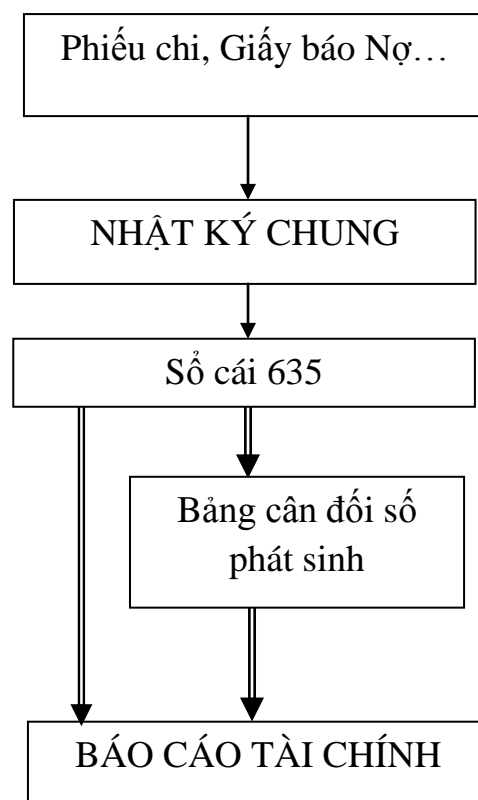 Phiếu chi, Giấy báo Nợ…
NHẬT KÝ CHUNG
Sổ cái 635
Bảng cân đối số
phát sinh
BÁO CÁO TÀI CHÍNH